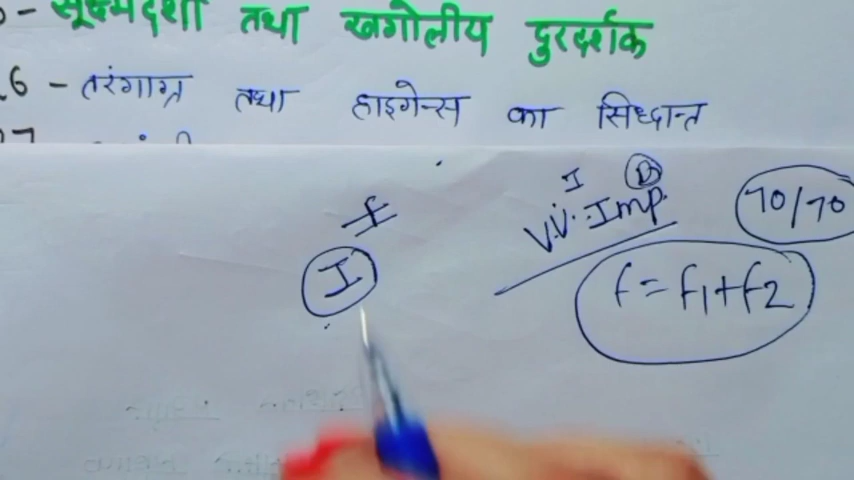 सूक्ष्मदर्शी तथा खगोलीय दुरदर्शक
6 - तरंगाग्र तथा हाइगेन्स का सिध्दान्त
I B
V.V. Imp.
70/70
f
I
f = f1+f2